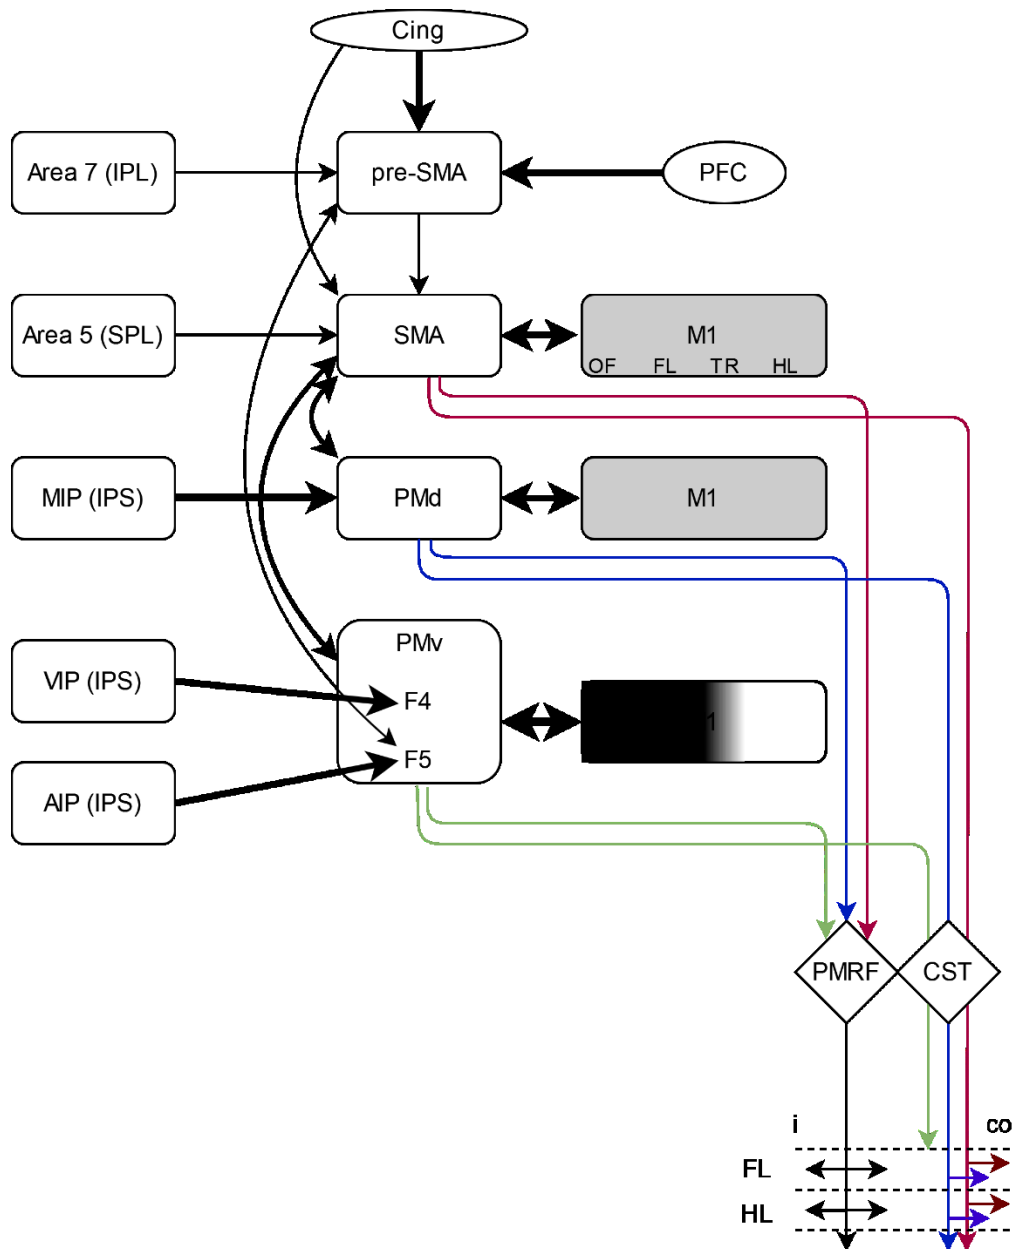 Cing
Area 7 (IPL)
pre-SMA
PFC
Area 5 (SPL)
SMA
M1
OF FL TR HL
MIP (IPS)
PMd
M1
PMv
VIP (IPS)
F4
F5
AIP (IPS)
PMRF
CST
i
co
FL
HL